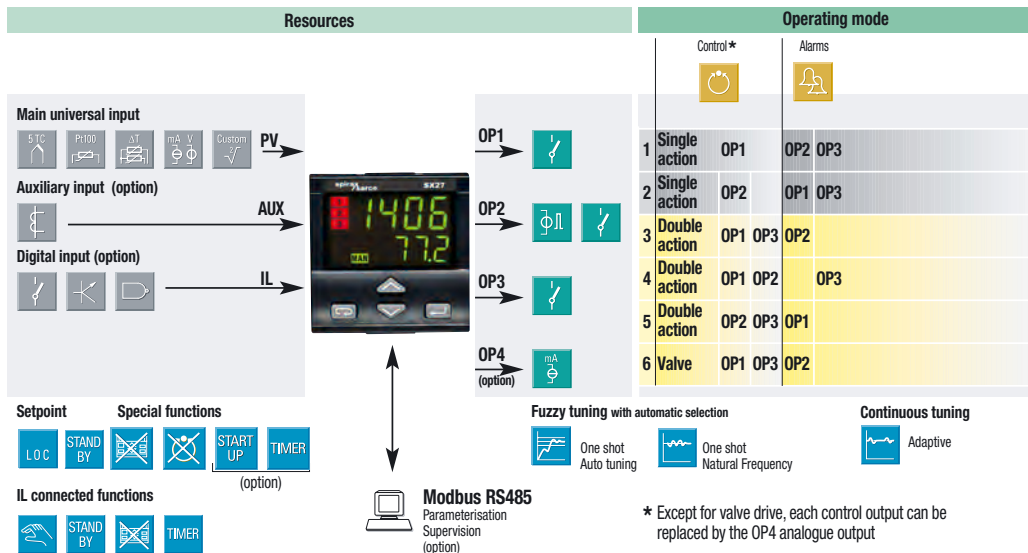 Resources
Operating mode
Control*
Alarms
Main universal input
5 TC
Pt100
ΔT
mA V
Custom
√
PV
Auxiliary input (option)
AUX
Digital input (option)
IL
spirax sarco
SX27
1406
77.2
MAN
OP1
OP2
OP3
OP4
(option)
mA
1 Single action OP1 OP2 OP3
2 Single action OP2 OP1 OP3
3 Double action OP1 OP3 OP2
4 Double action OP1 OP2 OP3
5 Double action OP2 OP3 OP1
6 Valve OP1 OP3 OP2
Setpoint
Special functions
LOC
STAND BY
START UP
TIMER
(option)
IL connected functions
STAND BY
TIMER
Modbus RS485
Parameterisation
Supervision
(option)
Fuzzy tuning with automatic selection
One shot
Auto tuning
One shot
Natural Frequency
Continuous tuning
Adaptive
* Except for valve drive, each control output can be
replaced by the OP4 analogue output